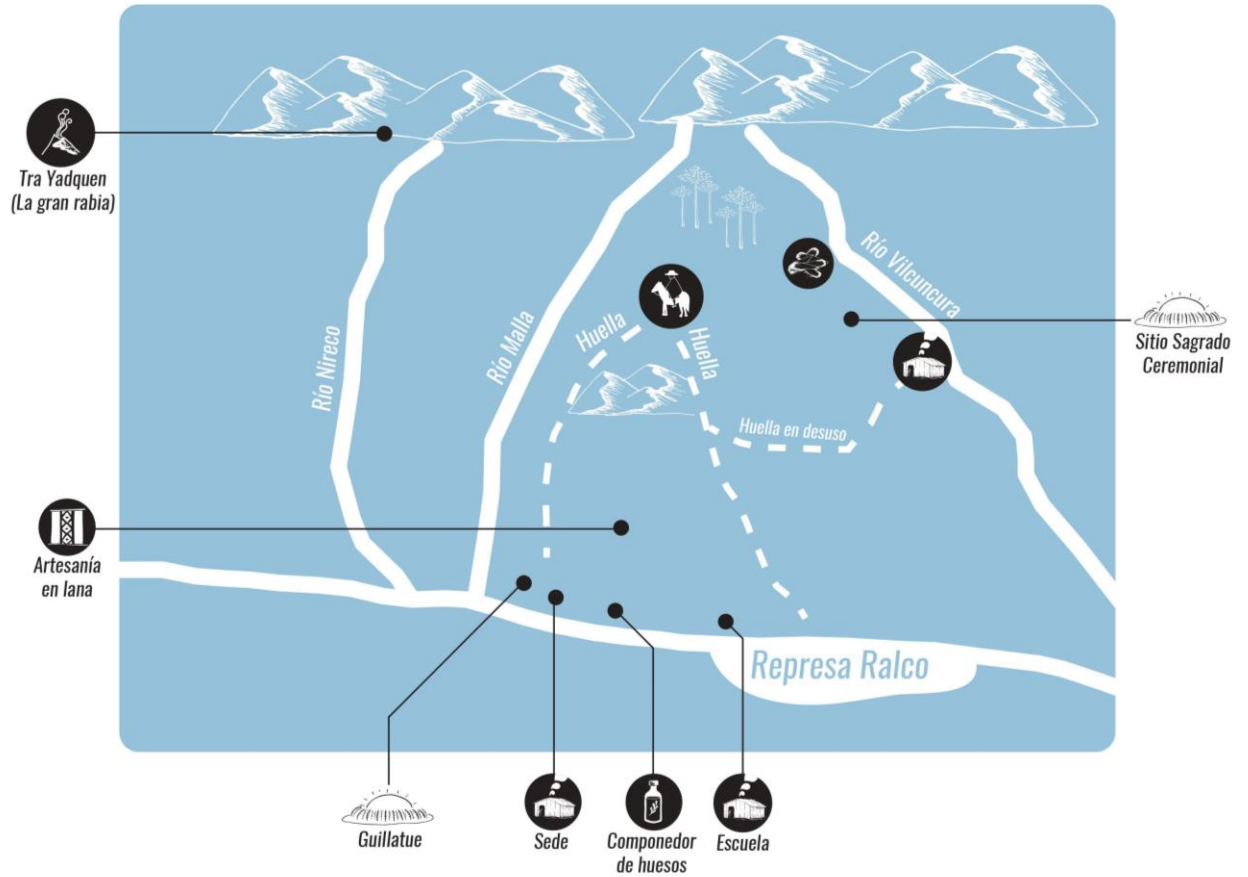 Tra Yadquen
(La gran rabia)
Río Nireco
Río Malla
Huella
Huella
Río Vilcuncura
Sitio Sagrado
Ceremonial
Huella en desuso
Artesanía
en lana
Represa Ralco
Guillatue
Sede
Componedor
de huesos
Escuela